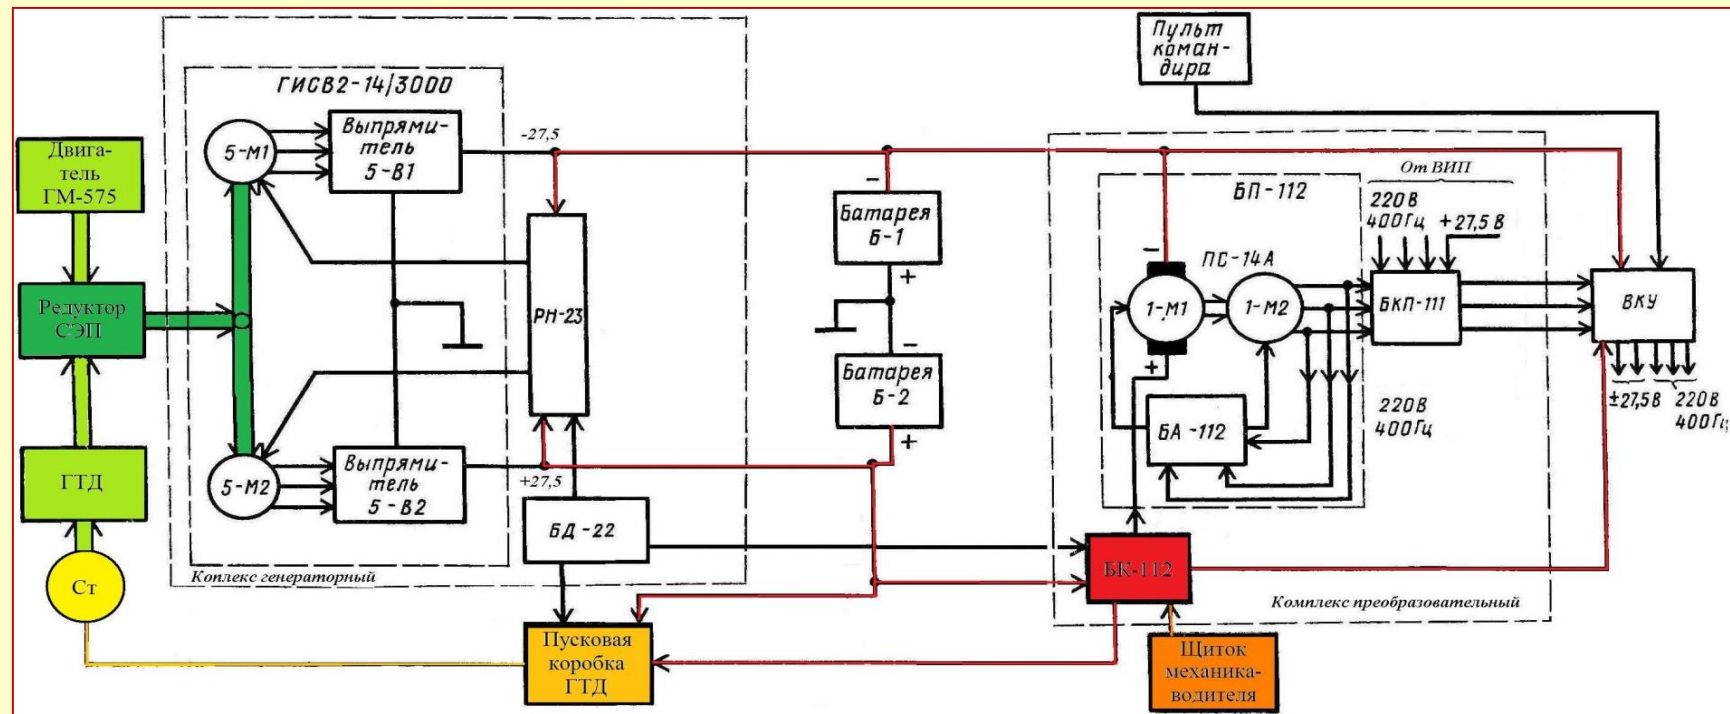 Пульт
коман-
дира
ГИСВ2-14/3000
Двига-
тель
ГМ-575
5-М1
Выпрями-
тель
5-В1
-27,5
Редуктор
СЭП
ГТД
Ст
5-М2
Выпрями-
тель
5-В2
+27,5
РН-23
БД-22
Коплекс генераторный
Пусковая
коробка
ГТД
-
Батарея
Б-1
+
-
Батарея
Б-2
+
От ВИП
БП-112
220В
400Гц
+27,5 В
ПС-14А
-
1-М1
1-М2
+
БКП-111
ВКУ
БА-112
220В
400Гц
±27,5 В
220В
400Гц
БК-112
Комплекс преобразовательный
Щиток
механика-
водителя